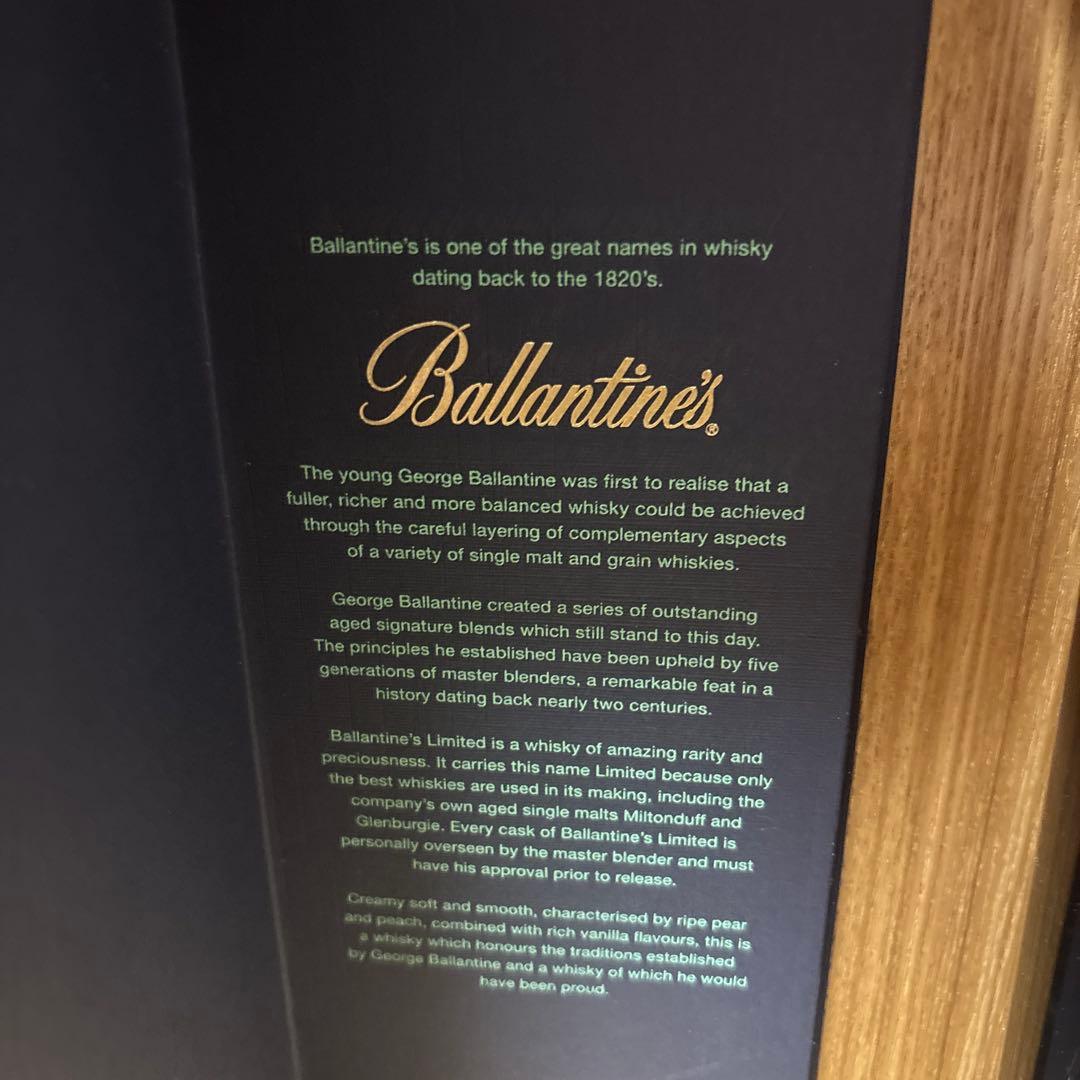 Ballantine's is one of the great names in whisky
dating back to the 1820's.
Ballantine's®
The young George Ballantine was first to realise that a
fuller, richer and more balanced whisky could be achieved
through the careful layering of complementary aspects
of a variety of single malt and grain whiskies.
George Ballantine created a series of outstanding
aged signature blends which still stand to this day.
The principles he established have been upheld by five
generations of master blenders, a remarkable feat in a
history dating back nearly two centuries.
Ballantine's Limited is a whisky of amazing rarity and
preciousness. It carries this name Limited because only
the best whiskies are used in its making, including the
company's own aged single malts Miltonduff and
Glenburgie. Every cask of Ballantine's Limited is
personally overseen by the master blender and must
have his approval prior to release.
Creamy soft and smooth, characterised by ripe pear
and peach, combined with rich vanilla flavours, this is
a whisky which honours the traditions established
by George Ballantine and a whisky of which he would
have been proud.